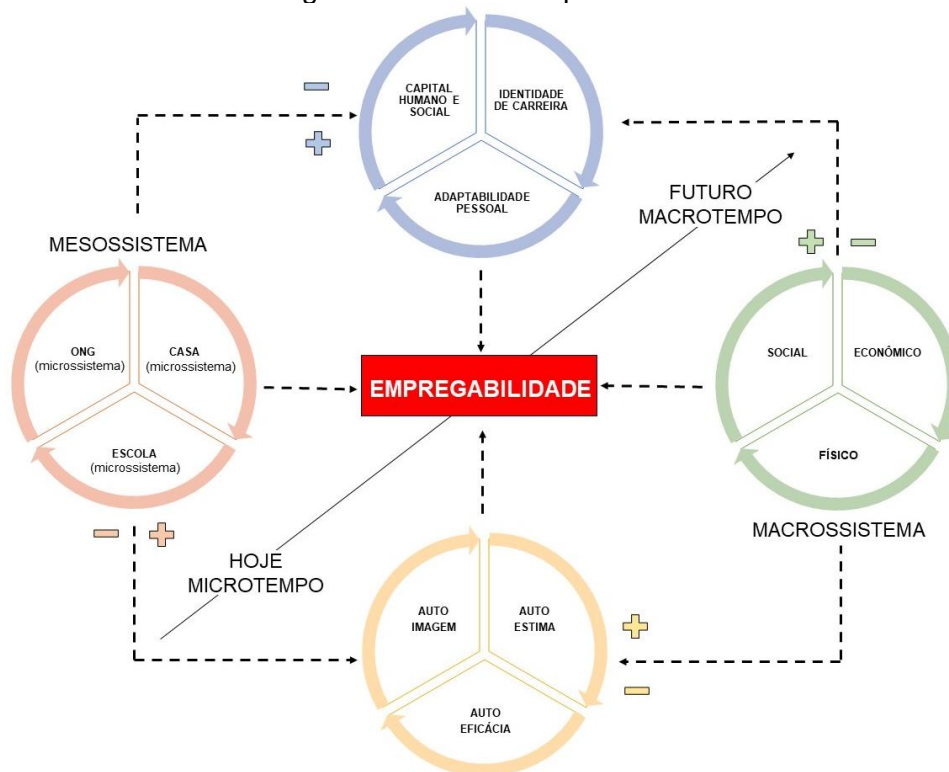 CAPITAL
HUMANO E
SOCIAL
IDENTIDADE
DE CARREIRA
ADAPTABILIDADE
PESSOAL
FUTURO
MACROTEMPO
MESOSSISTEMA
ONG
(microssistema)
CASA
(microssistema)
ESCOLA
(microssistema)
EMPREGABILIDADE
SOCIAL
ECONÔMICO
FÍSICO
MACROSSISTEMA
HOJE
MICROTEMPO
AUTO
IMAGEM
AUTO
ESTIMA
AUTO
EFICÁCIA